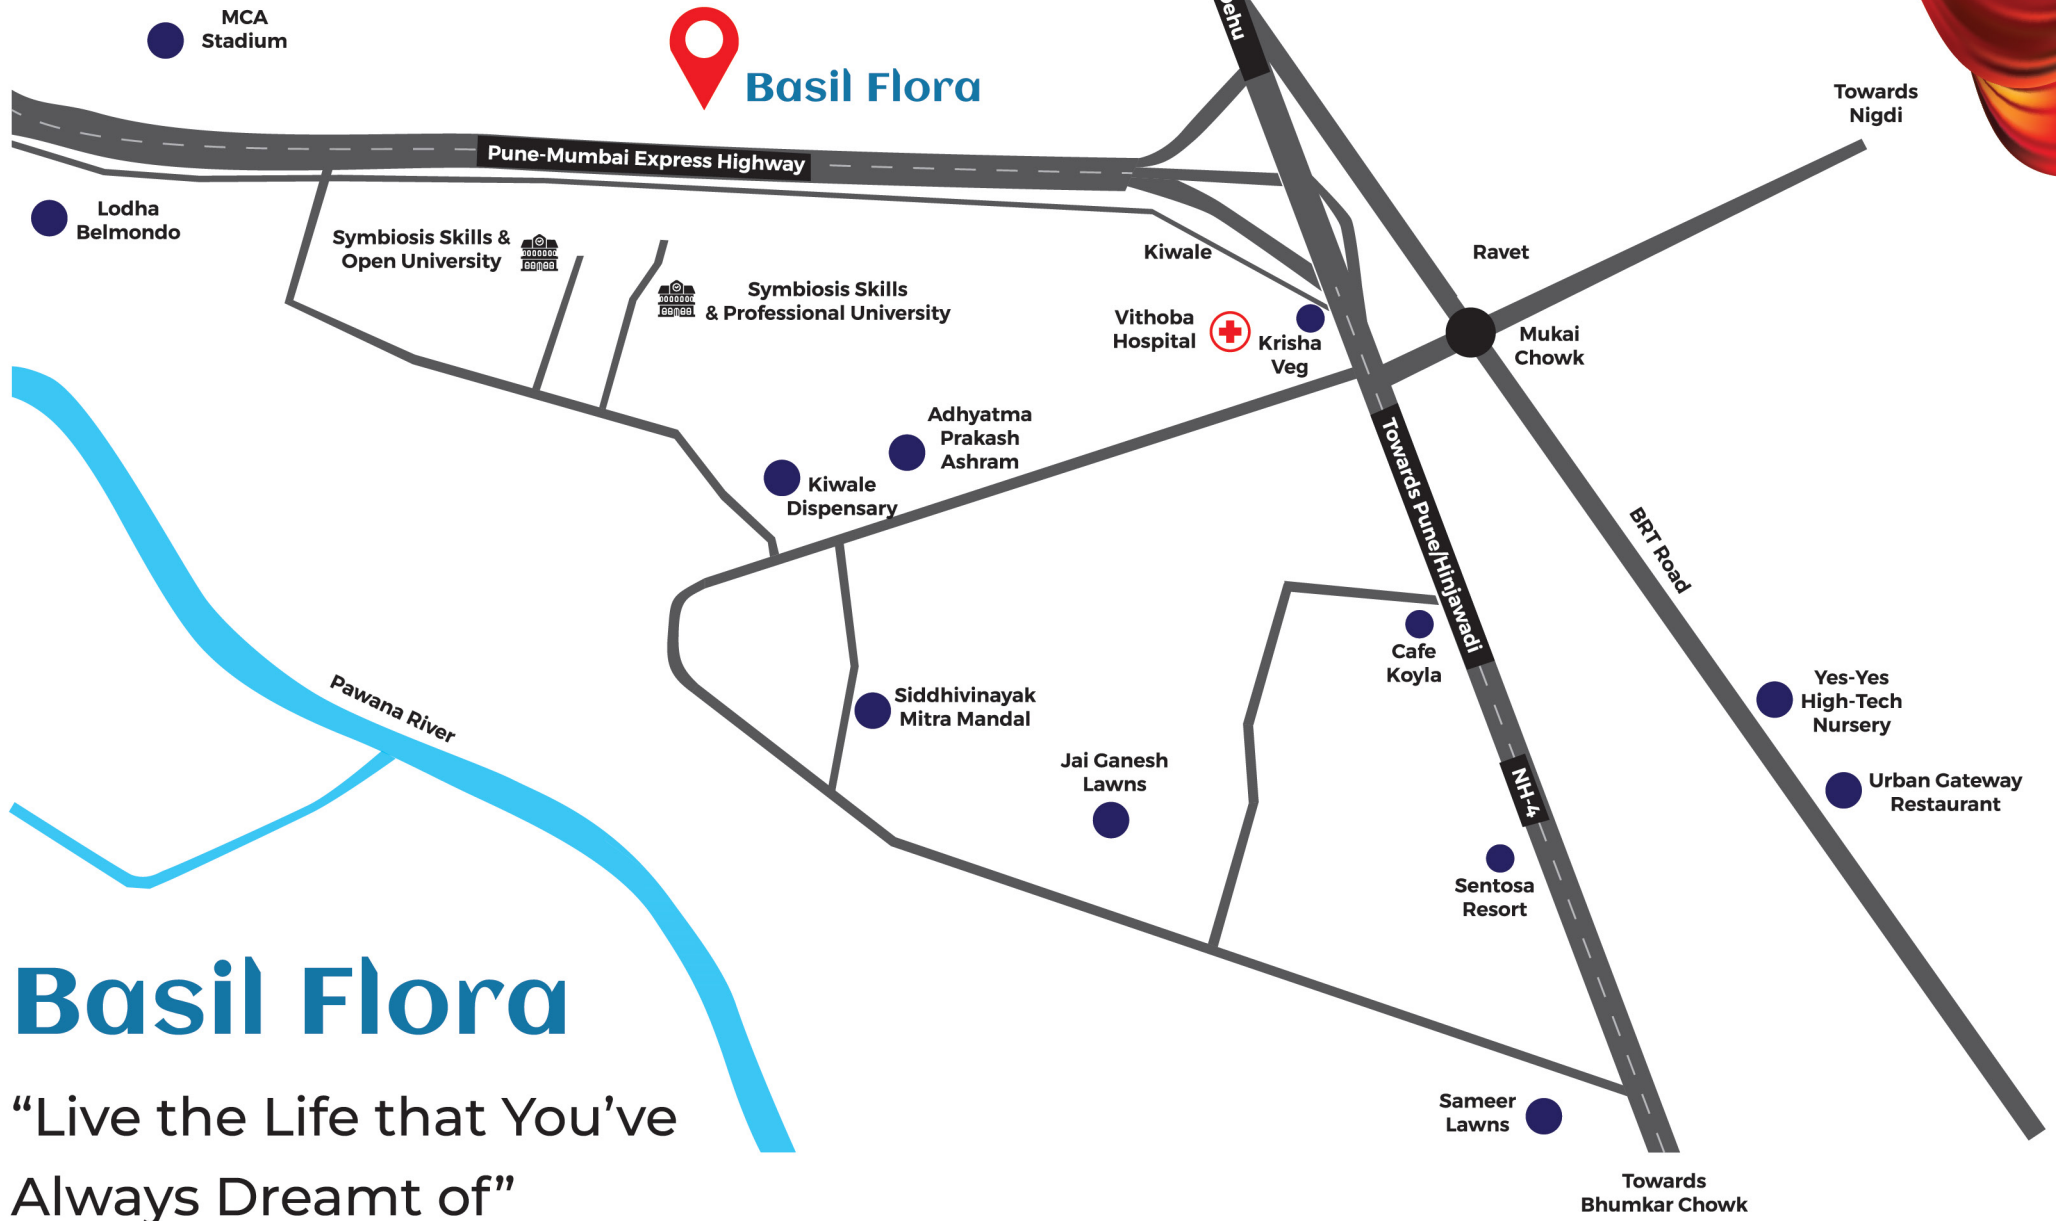 MCA
Stadium
Basil Flora
Towards
Nigdi
Pune-Mumbai Express Highway
Lodha
Belmondo
Symbiosis Skills &
Open University
Symbiosis Skills
& Professional University
Kiwale
Ravet
Vithoba
Hospital
Krisha
Veg
Mukai
Chowk
Adhyatma
Prakash
Ashram
Kiwale
Dispensary
Towards Pune/Hinjawadi
BRT Road
Cafe
Koyla
Pawana River
Siddhivinayak
Mitra Mandal
Yes-Yes
High-Tech
Nursery
Jai Ganesh
Lawns
NH-4
Urban Gateway
Restaurant
Sentosa
Resort
Basil Flora
“Live the Life that You’ve
Always Dreamt of”
Sameer
Lawns
Towards
Bhumkar Chowk